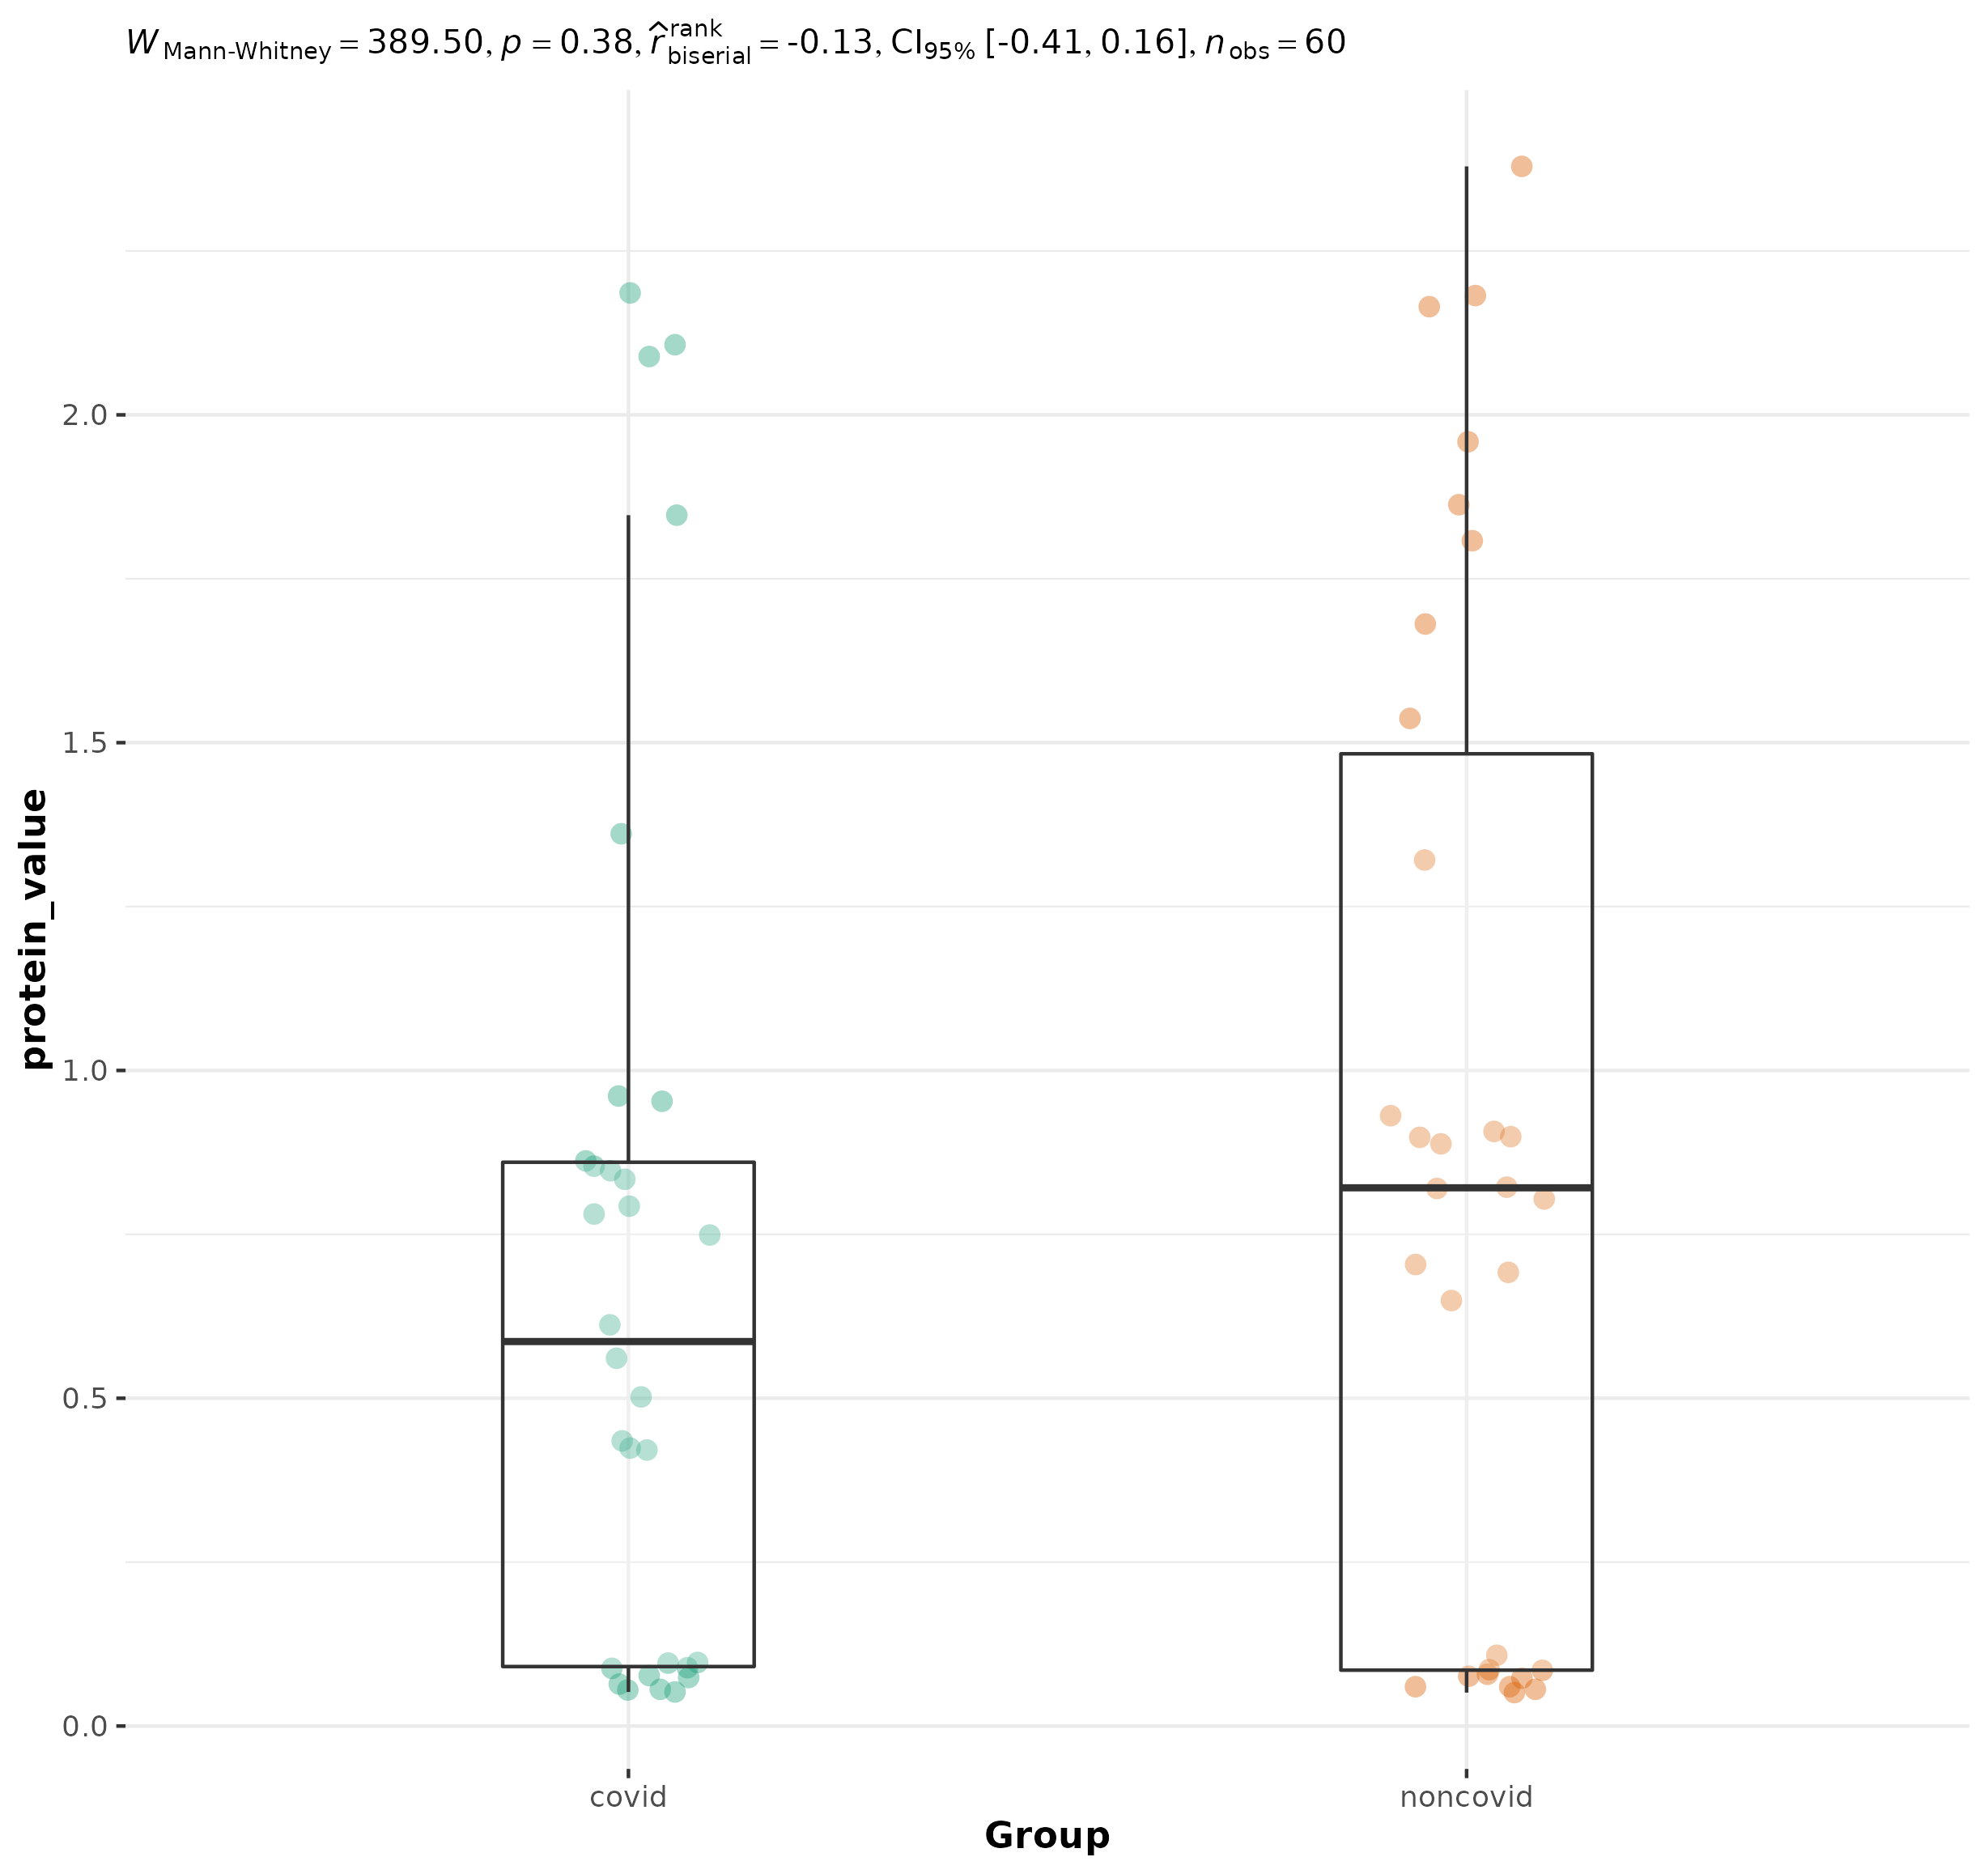 W Mann-Whitney = 389.50, p = 0.38, r̂ rank biserial = -0.13, CI95% [-0.41, 0.16], n obs = 60
protein_value
2.0
1.5
1.0
0.5
0.0
covid noncovid
Group